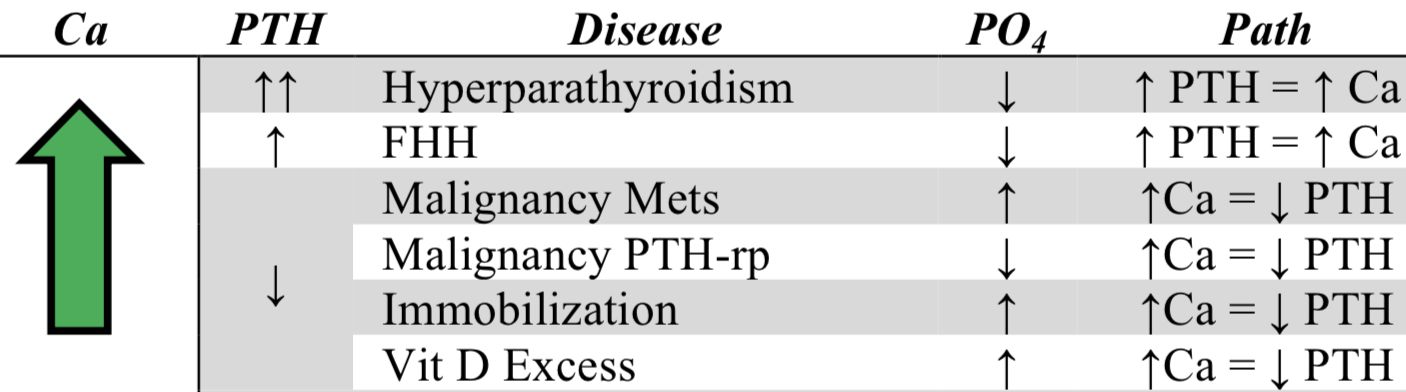 Ca PTH Disease PO₄ Path
↑↑ Hyperparathyroidism ↓ ↑ PTH = ↑ Ca
↑ FHH ↓ ↑ PTH = ↑ Ca
Malignancy Mets ↑ ↑Ca = ↓ PTH
Malignancy PTH-rp ↓ ↑Ca = ↓ PTH
↓ Immobilization ↑ ↑Ca = ↓ PTH
Vit D Excess ↑ ↑Ca = ↓ PTH